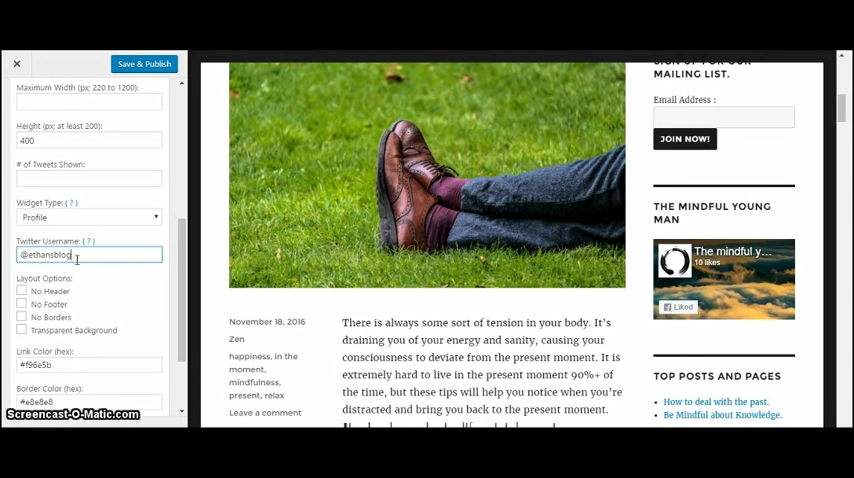 Save & Publish
Maximum Width (px; 220 to 1200):
Height (px; at least 200):
400
# of Tweets Shown:
Widget Type: ( ? )
Profile
Twitter Username: ( ? )
@ethansblog
Layout Options:
No Header
No Footer
No Borders
Transparent Background
Link Color (hex):
#f96e5b
Border Color (hex):
#e8e8e8
Screencast-O-Matic.com
November 18, 2016
Zen
happiness, in the
moment,
mindfulness,
present, relax
Leave a comment
There is always some sort of tension in your body. It's
draining you of your energy and sanity, causing your
consciousness to deviate from the present moment. It is
extremely hard to live in the present moment 90%+ of
the time, but these tips will help you notice when you're
distracted and bring you back to the present moment.
SIGN UP FOR OUR
MAILING LIST.
Email Address :
JOIN NOW!
THE MINDFUL YOUNG
MAN
The mindful y...
10 likes
Liked
TOP POSTS AND PAGES
How to deal with the past.
Be Mindful about Knowledge.